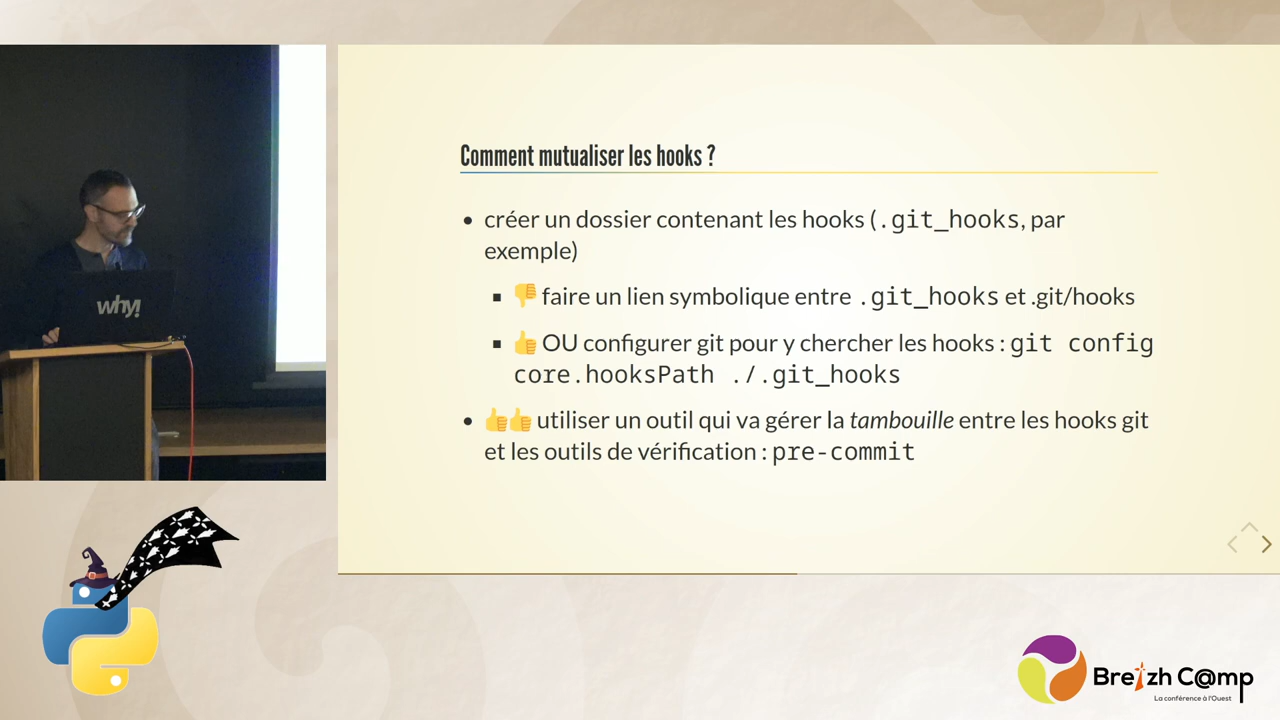 Comment mutualiser les hooks ?
• créer un dossier contenant les hooks (.git_hooks, par
exemple)
▪ 👎 faire un lien symbolique entre .git_hooks et .git/hooks
▪ 👍 OU configurer git pour y chercher les hooks : git config
core.hooksPath ./.git_hooks
• 👍👍 utiliser un outil qui va gérer la tambouille entre les hooks git
et les outils de vérification : pre-commit
why!
Breizh C@mp
La conférence à l'Ouest